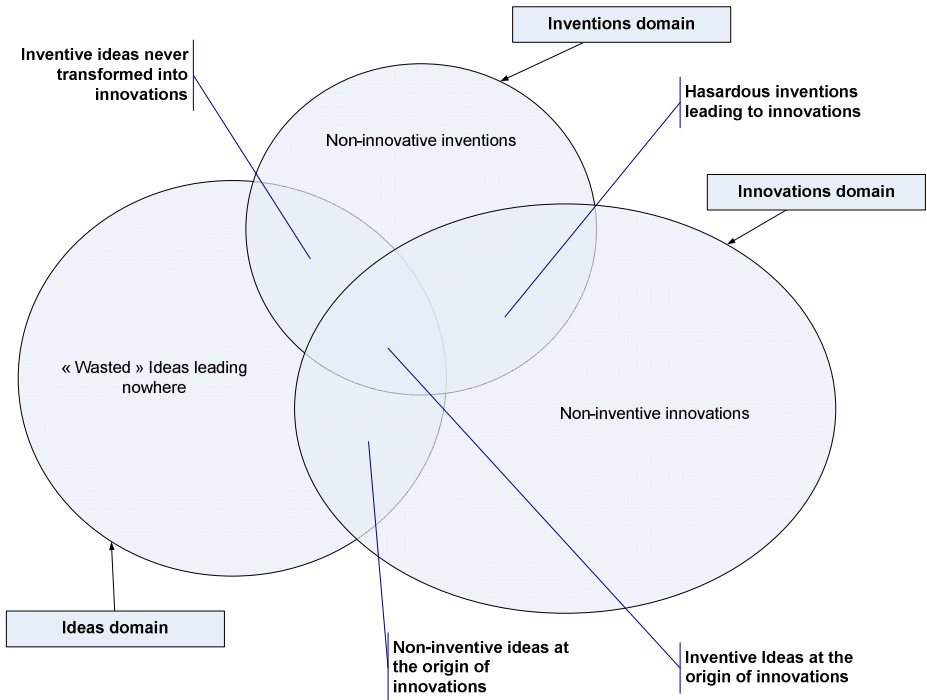 Inventions domain
Inventive ideas never
transformed into
innovations
Hasardous inventions
leading to innovations
Non-innovative inventions
Innovations domain
« Wasted » Ideas leading
nowhere
Non-inventive innovations
Ideas domain
Non-inventive ideas at
the origin of
innovations
Inventive Ideas at the
origin of innovations